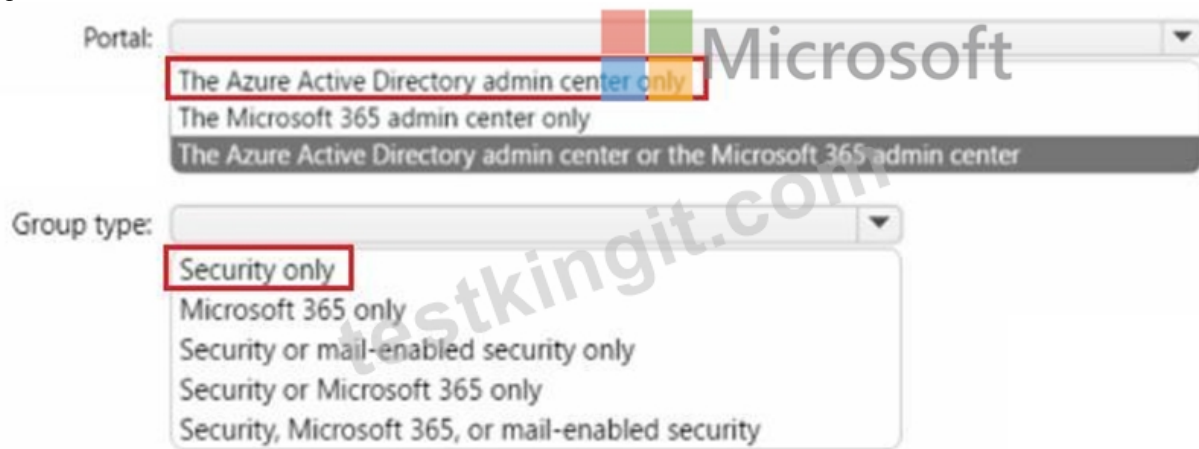 Microsoft
Portal:
The Azure Active Directory admin center only
The Microsoft 365 admin center only
The Azure Active Directory admin center or the Microsoft 365 admin center
testkingit.com
Group type:
Security only
Microsoft 365 only
Security or mail-enabled security only
Security or Microsoft 365 only
Security, Microsoft 365, or mail-enabled security